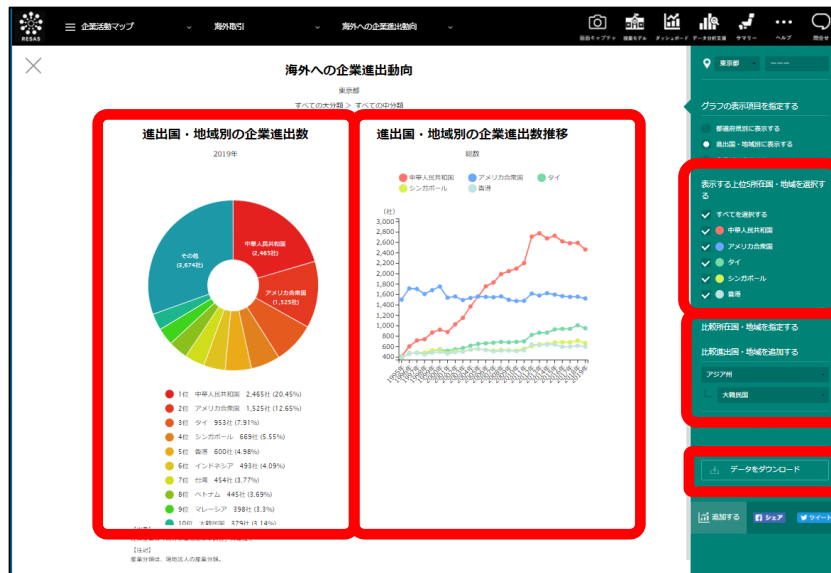 RESAS
企業活動マップ
海外取引
海外への企業進出動向
画面キャプチャ
授業モデル
ダッシュボード
データ分析支援
サマリー
ヘルプ
問合せ
海外への企業進出動向
東京都
すべての大分類 > すべての中分類
進出国・地域別の企業進出数
2019年
その他
(3,674社)
中華人民共和国
(2,465社)
アメリカ合衆国
(1,525社)
1位 中華人民共和国 2,465社 (20.45%)
2位 アメリカ合衆国 1,525社 (12.65%)
3位 タイ 953社 (7.91%)
4位 シンガポール 669社 (5.55%)
5位 香港 600社 (4.98%)
6位 インドネシア 493社 (4.09%)
7位 台湾 454社 (3.77%)
8位 ベトナム 445社 (3.69%)
9位 マレーシア 398社 (3.3%)
10位 大韓民国 379社 (3.14%)
【注記】
産業分類は、現地法人の産業分類。
進出国・地域別の企業進出数推移
総数
中華人民共和国
アメリカ合衆国
タイ
シンガポール
香港
(社)
3,000
2,800
2,600
2,400
2,200
2,000
1,800
1,600
1,400
1,200
1,000
800
600
400
東京都
---
グラフの表示項目を指定する
都道府県別に表示する
進出国・地域別に表示する
表示する上位5所在国・地域を選択す
る
すべてを選択する
中華人民共和国
アメリカ合衆国
タイ
シンガポール
香港
比較所在国・地域を指定する
比較進出国・地域を追加する
アジア州
大韓民国
データをダウンロード
追加する
シェア
ツイート